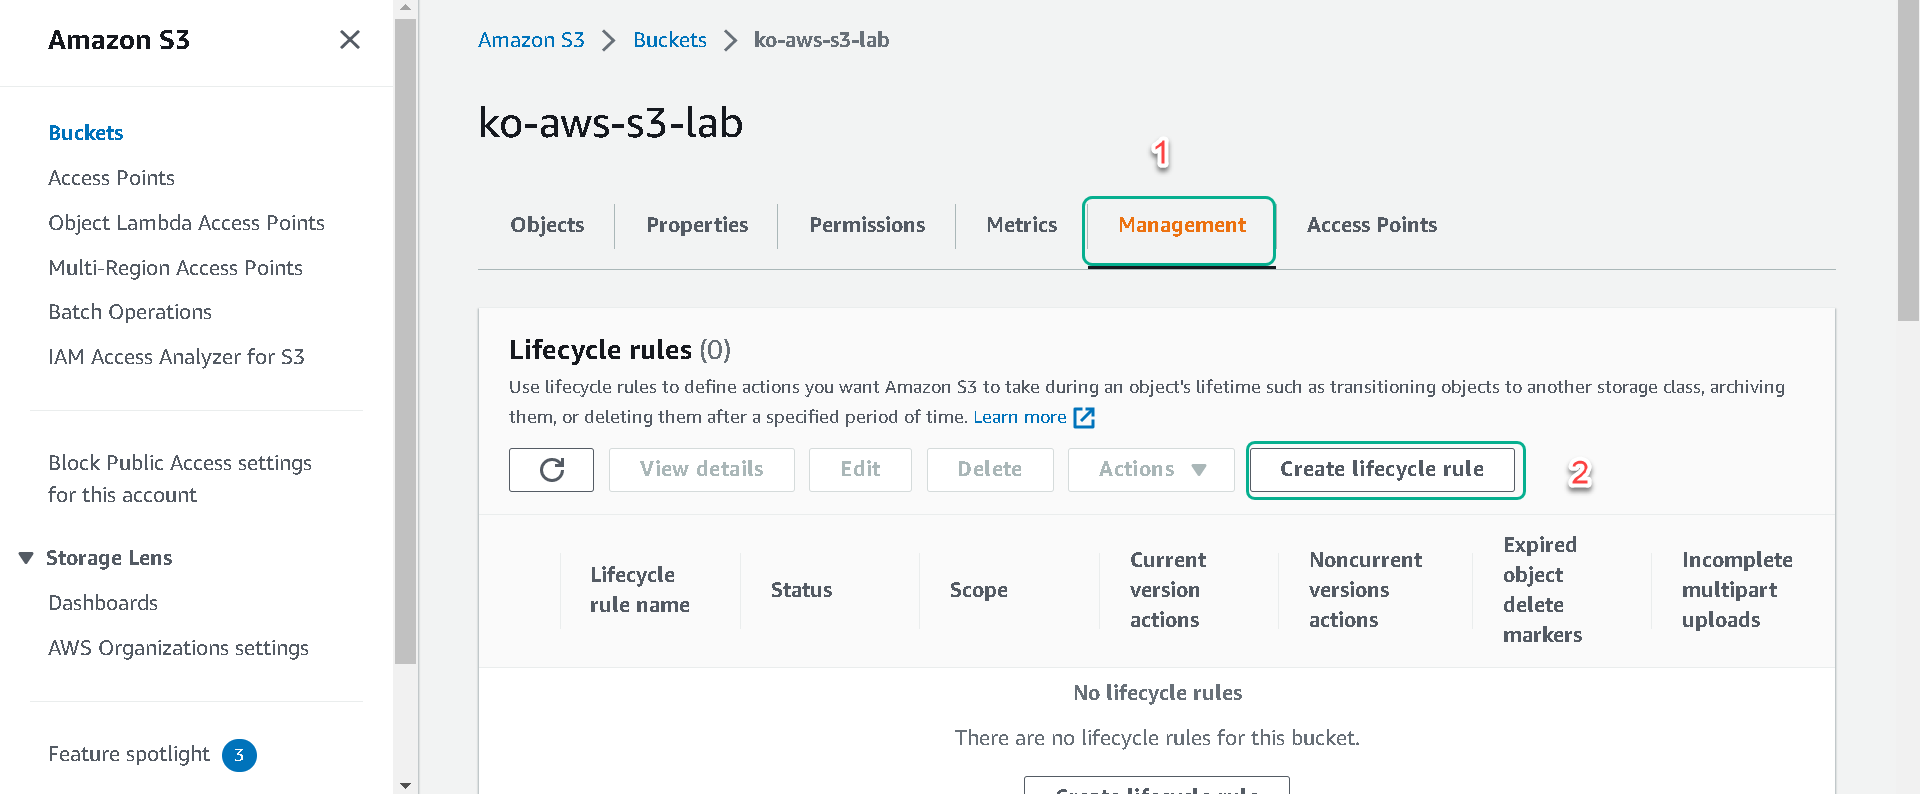 Amazon S3
Buckets
Access Points
Object Lambda Access Points
Multi-Region Access Points
Batch Operations
IAM Access Analyzer for S3
Block Public Access settings
for this account
Storage Lens
Dashboards
AWS Organizations settings
Feature spotlight 3
Amazon S3 > Buckets > ko-aws-s3-lab
ko-aws-s3-lab
1
Objects Properties Permissions Metrics Management Access Points
Lifecycle rules (0)
Use lifecycle rules to define actions you want Amazon S3 to take during an object's lifetime such as transitioning objects to another storage class, archiving
them, or deleting them after a specified period of time. Learn more
View details Edit Delete Actions Create lifecycle rule 2
Lifecycle
rule name
Status
Scope
Current
version
actions
Noncurrent
versions
actions
Expired
object
delete
markers
Incomplete
multipart
uploads
No lifecycle rules
There are no lifecycle rules for this bucket.
Create lifecycle rule